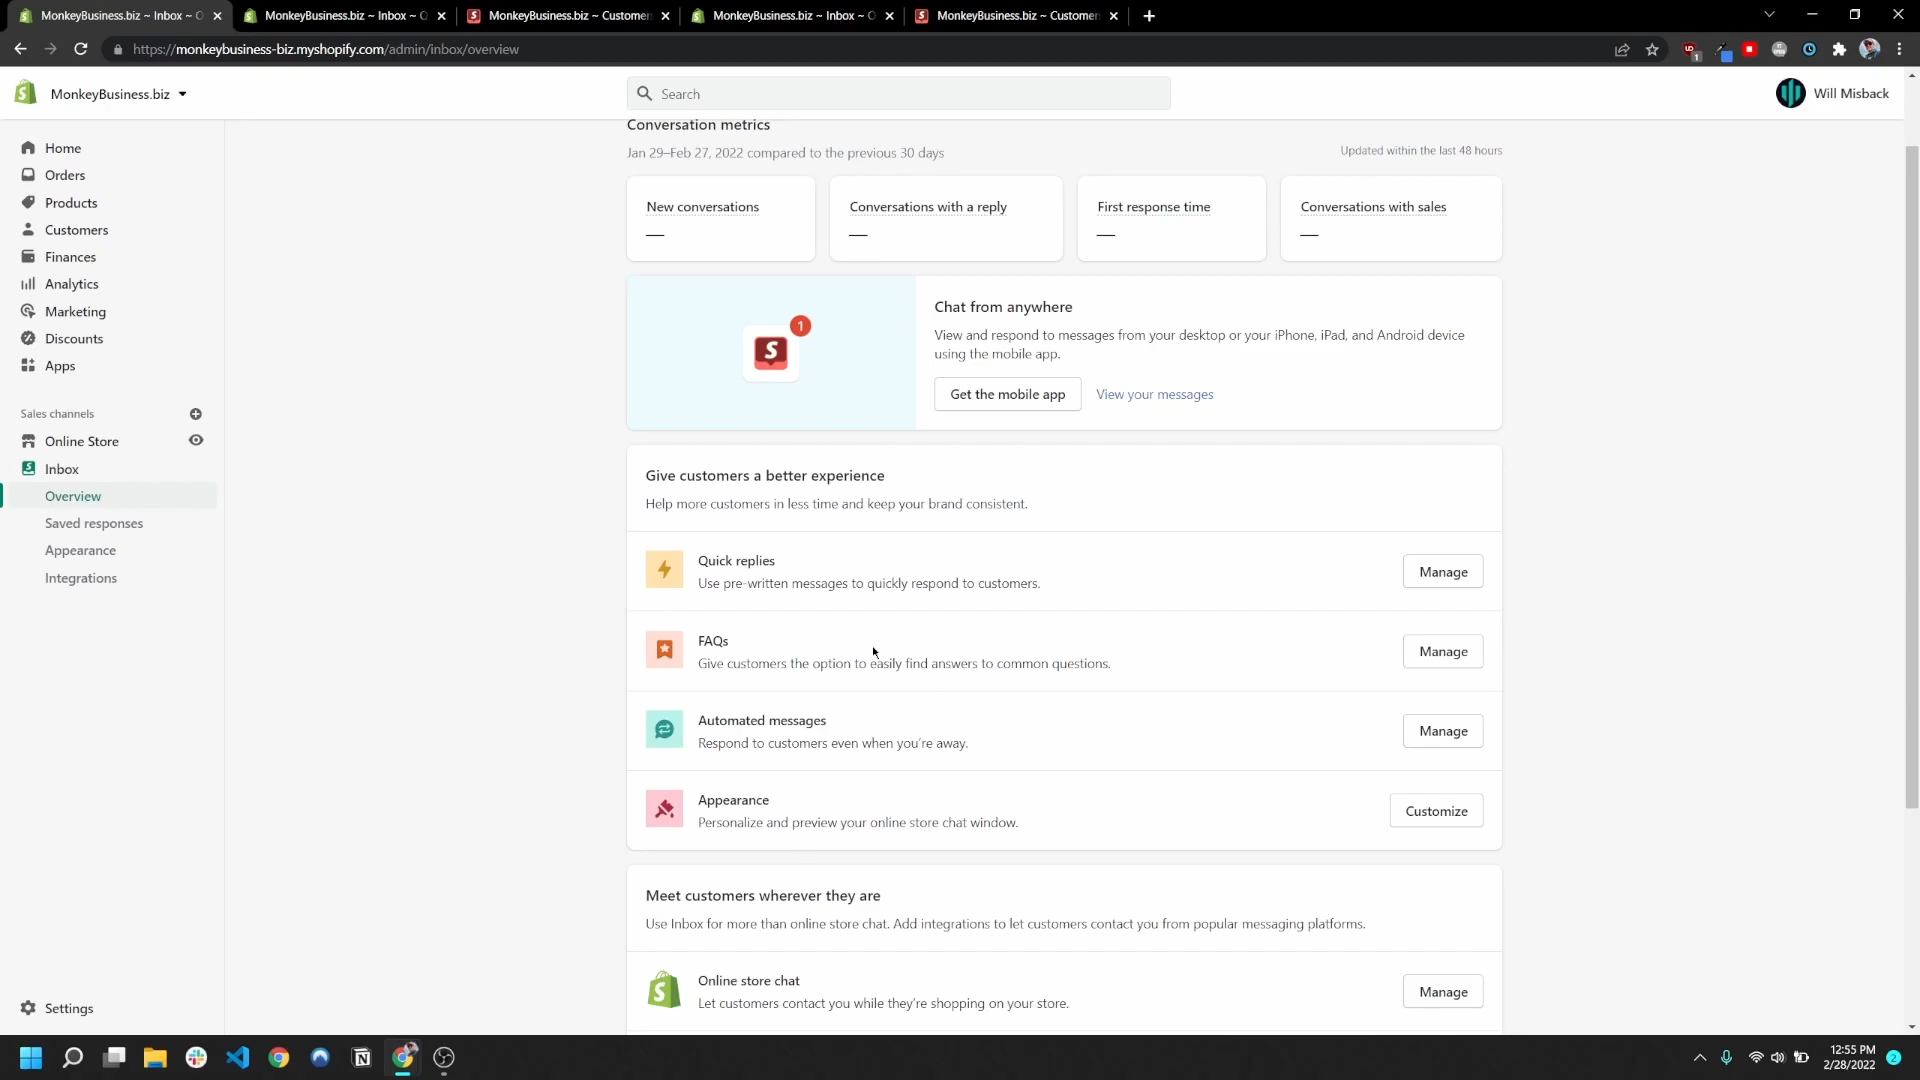 MonkeyBusiness.biz ~ Inbox ~ O
MonkeyBusiness.biz ~ Inbox ~ O
MonkeyBusiness.biz ~ Customer
MonkeyBusiness.biz ~ Inbox ~ O
MonkeyBusiness.biz ~ Customer
https://monkeybusiness-biz.myshopify.com/admin/inbox/overview
MonkeyBusiness.biz
Search
Will Misback
Home
Orders
Products
Customers
Finances
Analytics
Marketing
Discounts
Apps
Sales channels
Online Store
Inbox
Overview
Saved responses
Appearance
Integrations
Settings
Conversation metrics
Jan 29–Feb 27, 2022 compared to the previous 30 days
Updated within the last 48 hours
New conversations
—
Conversations with a reply
—
First response time
—
Conversations with sales
—
1
Chat from anywhere
View and respond to messages from your desktop or your iPhone, iPad, and Android device
using the mobile app.
Get the mobile app
View your messages
Give customers a better experience
Help more customers in less time and keep your brand consistent.
Quick replies
Use pre-written messages to quickly respond to customers.
Manage
FAQs
Give customers the option to easily find answers to common questions.
Manage
Automated messages
Respond to customers even when you're away.
Manage
Appearance
Personalize and preview your online store chat window.
Customize
Meet customers wherever they are
Use Inbox for more than online store chat. Add integrations to let customers contact you from popular messaging platforms.
Online store chat
Let customers contact you while they're shopping on your store.
Manage
12:55 PM
2/28/2022
2